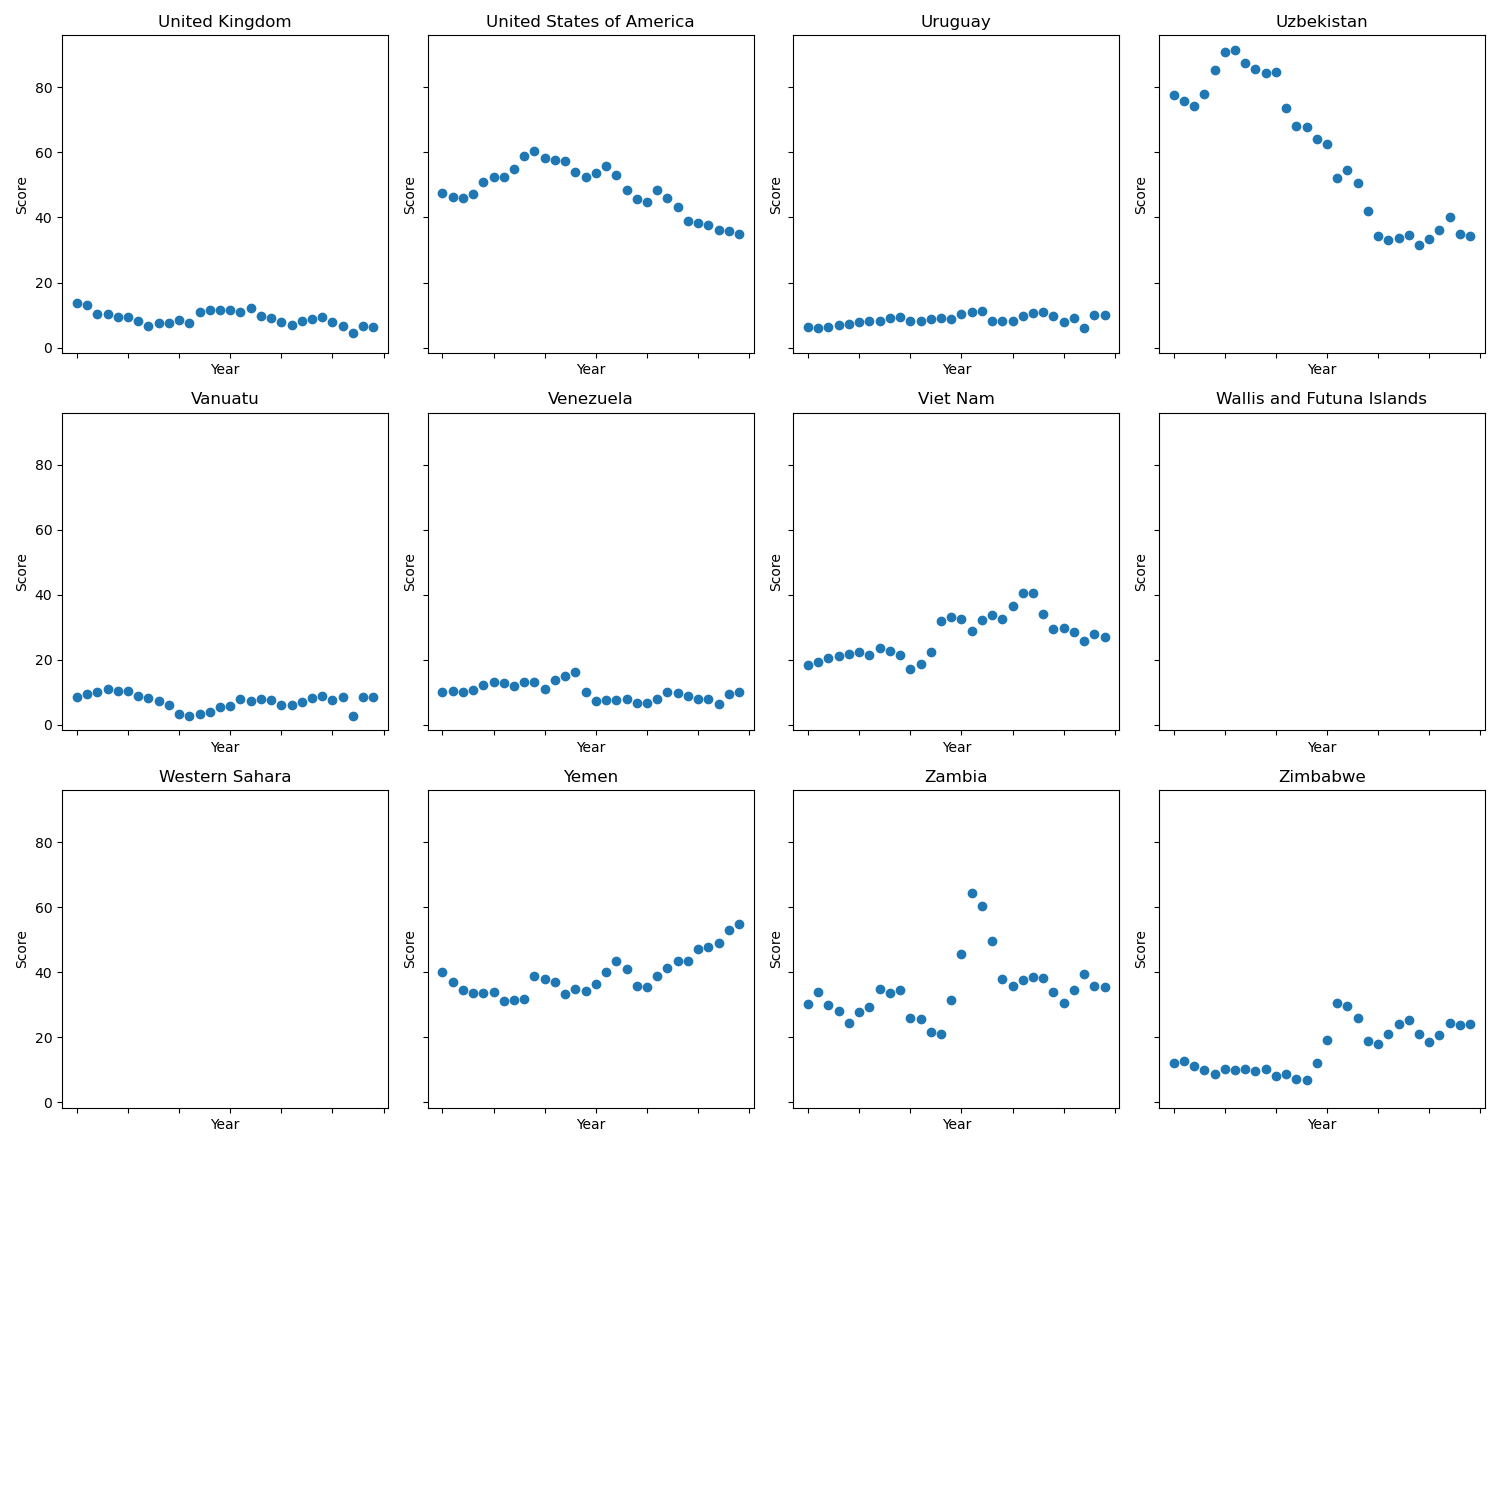 United Kingdom
United States of America
Uruguay
Uzbekistan
80
60
40
20
0
Score
Score
Score
Score
Year
Year
Year
Year
Vanuatu
Venezuela
Viet Nam
Wallis and Futuna Islands
80
60
40
20
0
Score
Score
Score
Score
Year
Year
Year
Year
Western Sahara
Yemen
Zambia
Zimbabwe
80
60
40
20
0
Score
Score
Score
Score
Year
Year
Year
Year